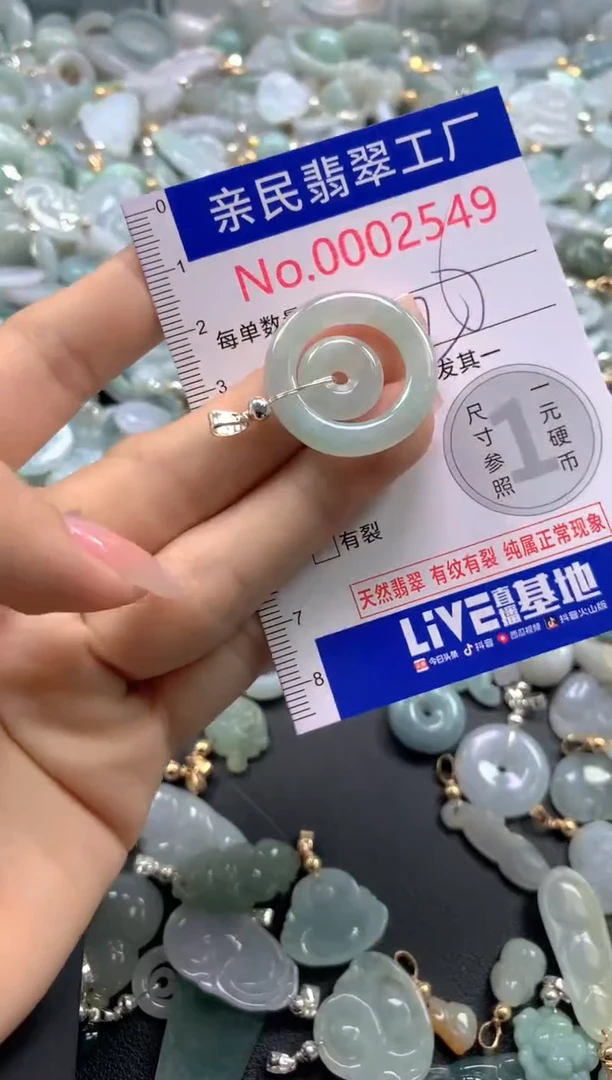 亲民翡翠工厂
No.0002549
每单数
发其一
一元硬币
尺寸参照
1
有裂
天然翡翠 有纹有裂 纯属正常现象
LiVE直播基地
今日头条 抖音 西瓜视频 抖音火山版
0
1
2
3
7
8